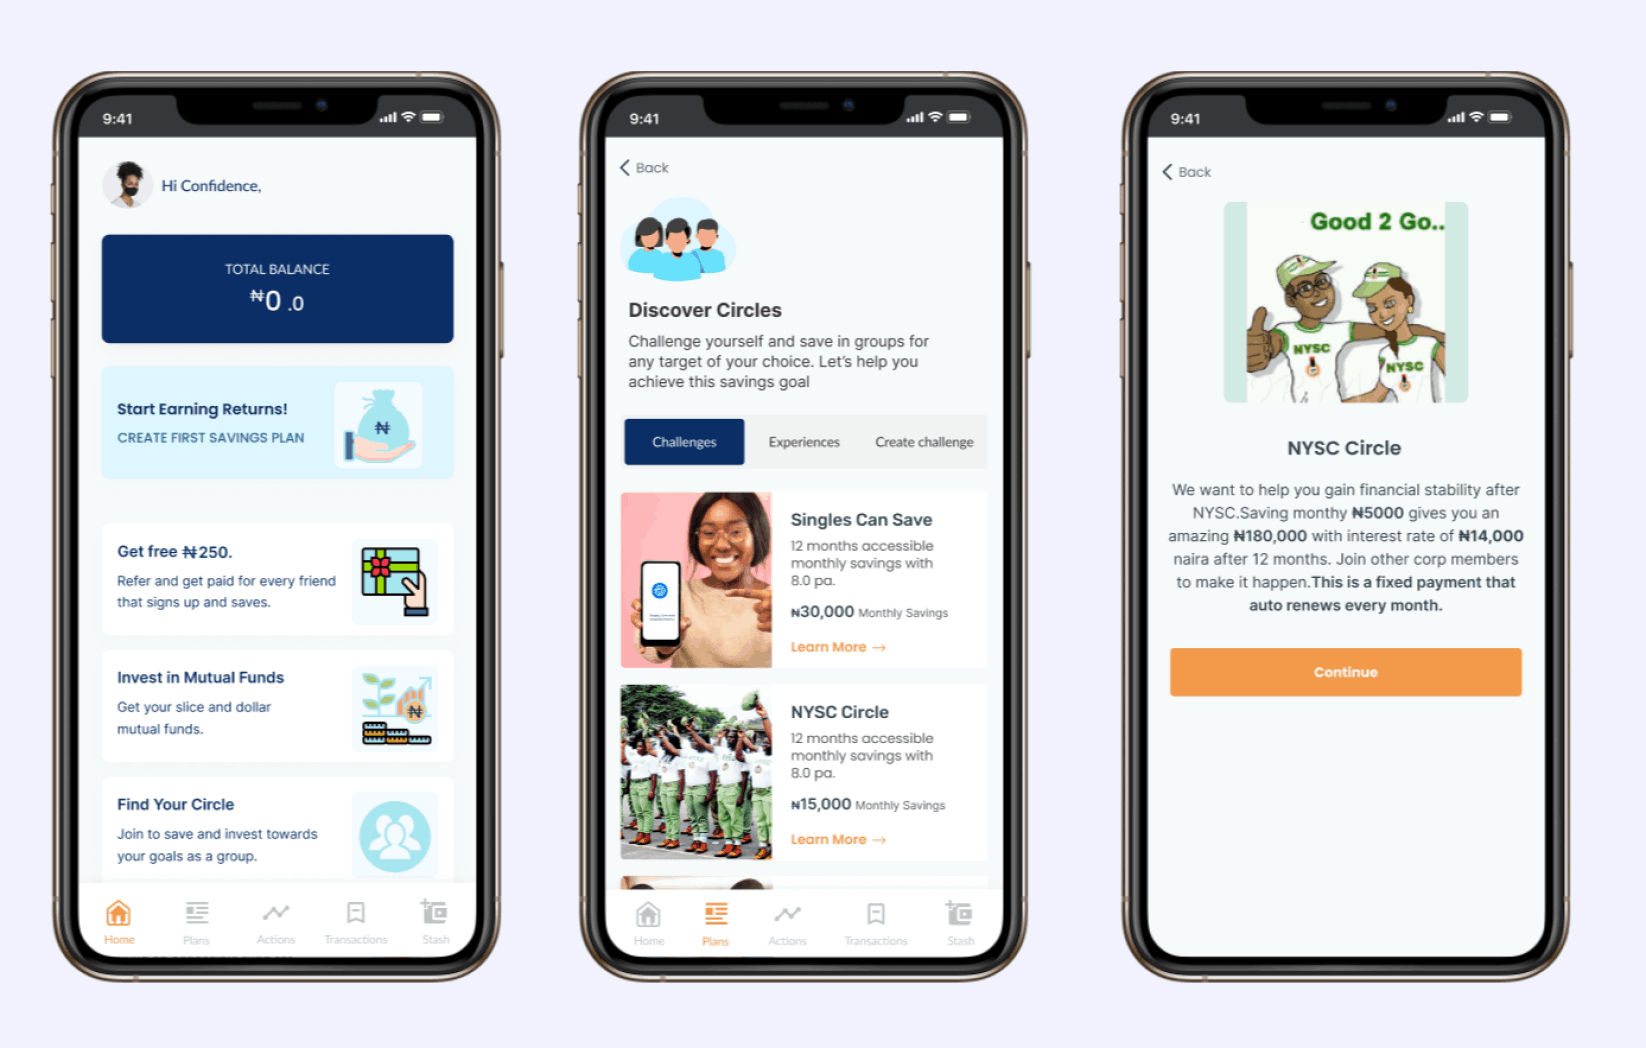 9:41
Hi Confidence,
TOTAL BALANCE
₦0 .0
Start Earning Returns!
CREATE FIRST SAVINGS PLAN
₦
Get free ₦250.
Refer and get paid for every friend
that signs up and saves.
Invest in Mutual Funds
Get your slice and dollar
mutual funds.
₦
Find Your Circle
Join to save and invest towards
your goals as a group.
Home
Plans
Actions
Transactions
Stash
9:41
Back
Discover Circles
Challenge yourself and save in groups for
any target of your choice. Let's help you
achieve this savings goal
Challenges
Experiences
Create challenge
Singles Can Save
12 months accessible
monthly savings with
8.0 pa.
₦30,000 Monthly Savings
Learn More →
NYSC Circle
12 months accessible
monthly savings with
8.0 pa.
₦15,000 Monthly Savings
Learn More →
Home
Plans
Actions
Transactions
Stash
9:41
Back
Good 2 Go..
NYSC
NYSC
NYSC Circle
We want to help you gain financial stability after
NYSC.Saving monthy ₦5000 gives you an
amazing ₦180,000 with interest rate of ₦14,000
naira after 12 months. Join other corp members
to make it happen.This is a fixed payment that
auto renews every month.
Continue